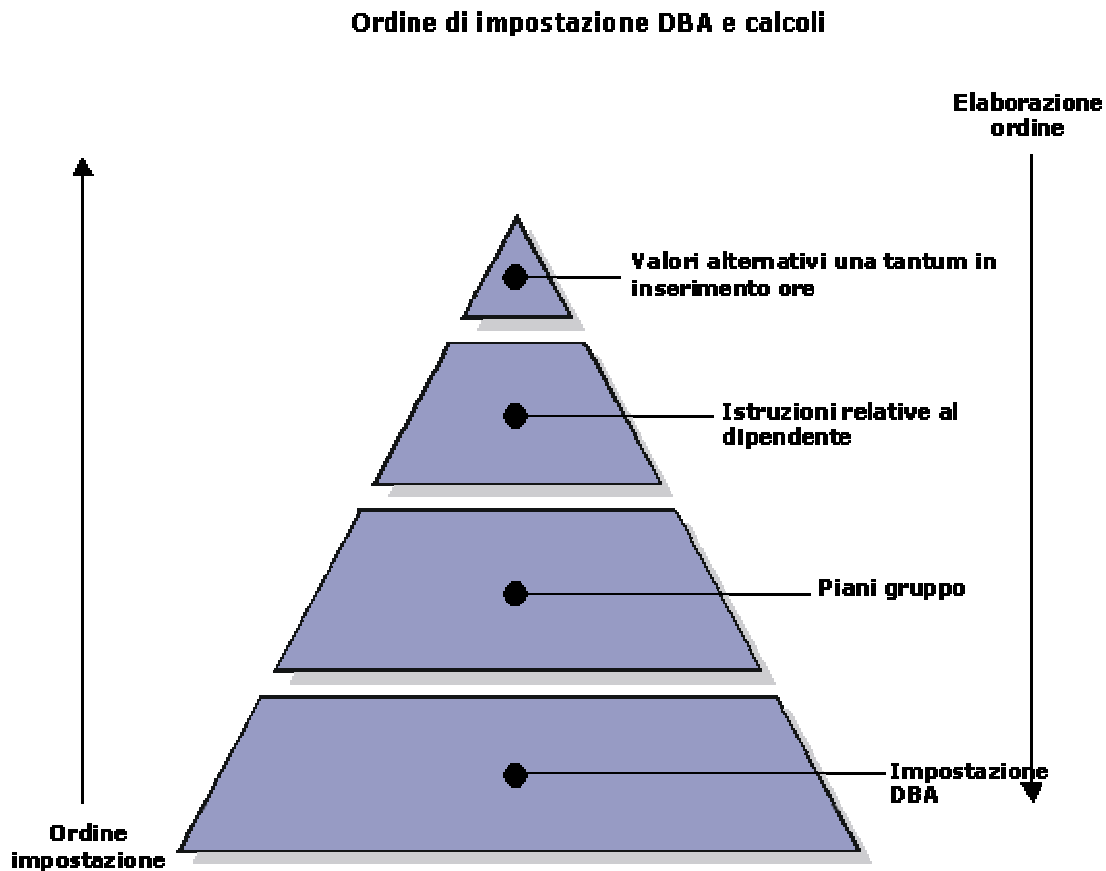 Ordine di impostazione DBA e calcoli
Elaborazione
ordine
Valori alternativi una tantum in
inserimento ore
Istruzioni relative al
dipendente
Piani gruppo
Impostazione
DBA
Ordine
impostazione